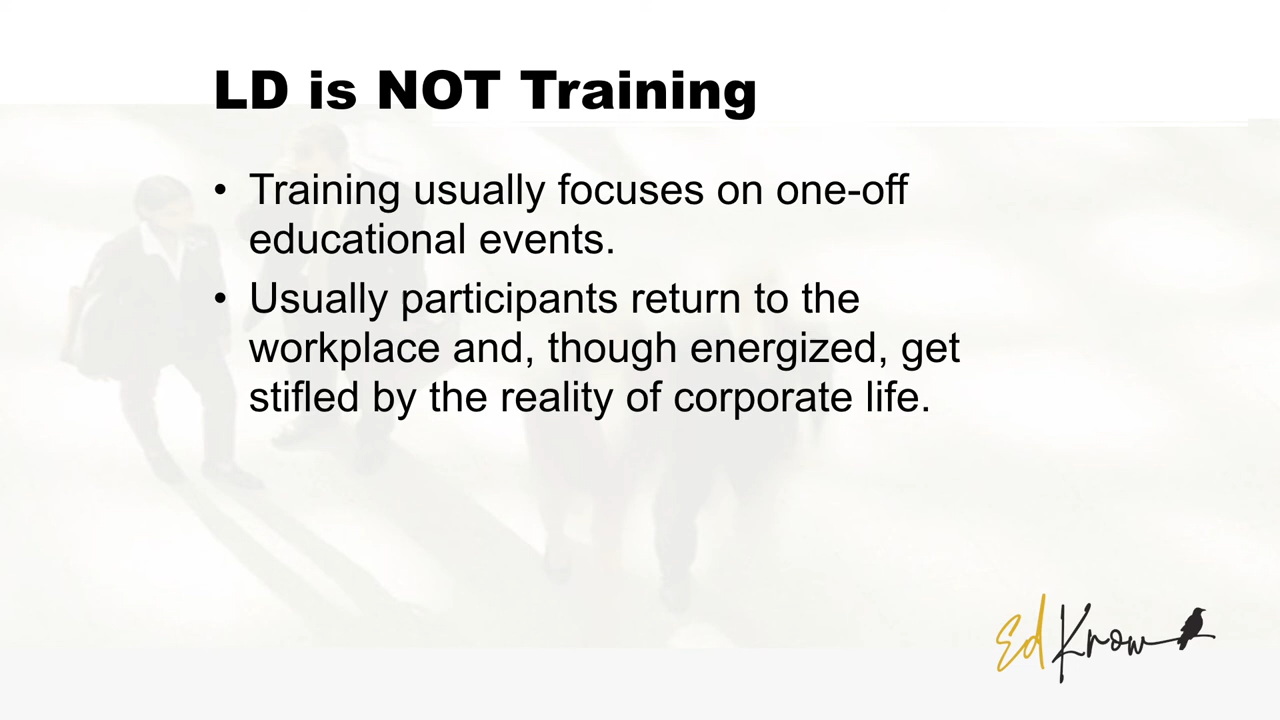 LD is NOT Training
• Training usually focuses on one-off
educational events.
• Usually participants return to the
workplace and, though energized, get
stifled by the reality of corporate life.
Ed Know